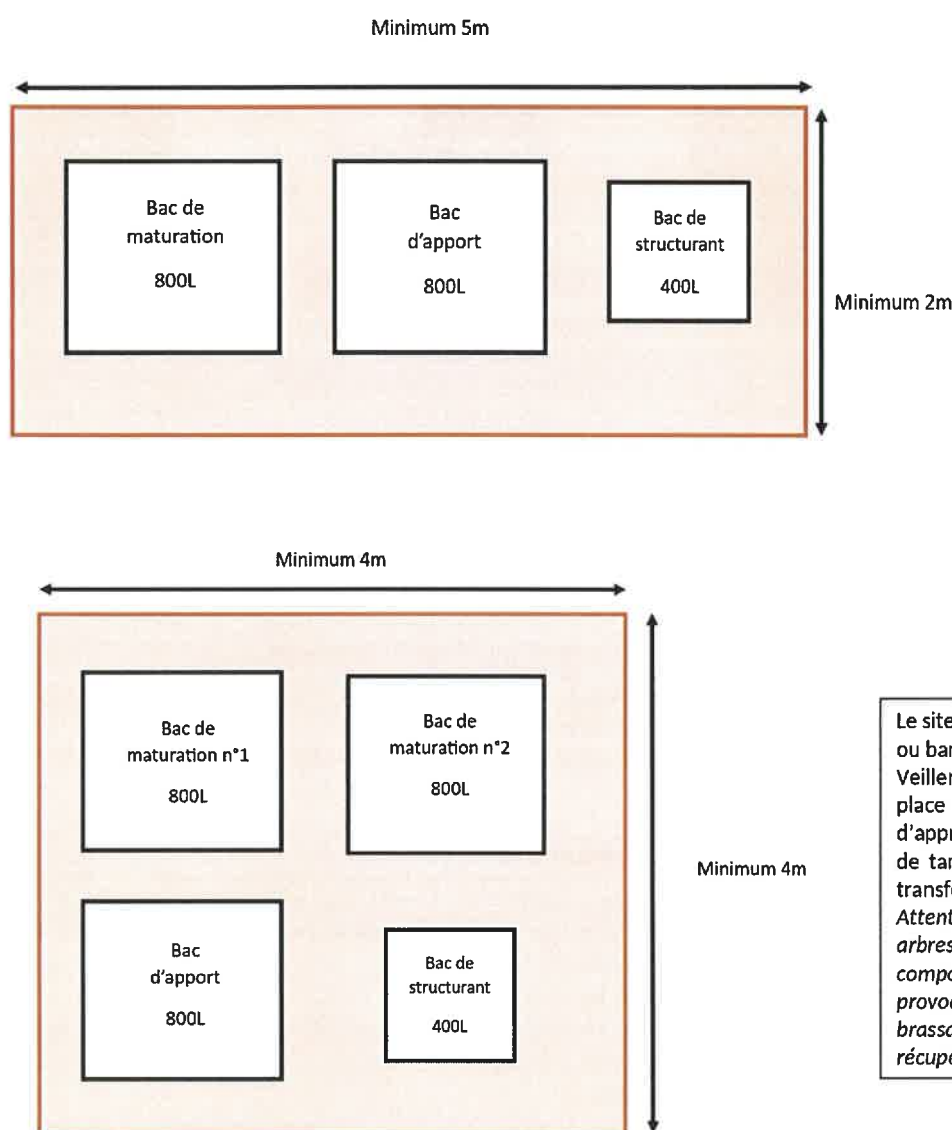 Minimum 5m
Bac de
maturation
800L
Bac
d'apport
800L
Bac de
structurant
400L
Minimum 2m
Minimum 4m
Bac de
maturation n°1
800L
Bac de
maturation n°2
800L
Minimum 4m
Bac
d'apport
800L
Bac de
structurant
400L
Le site
ou bar
Veiller
place
d'appr
de tar
transfe
Attent
arbres
compo
provoc
brassa
récupe